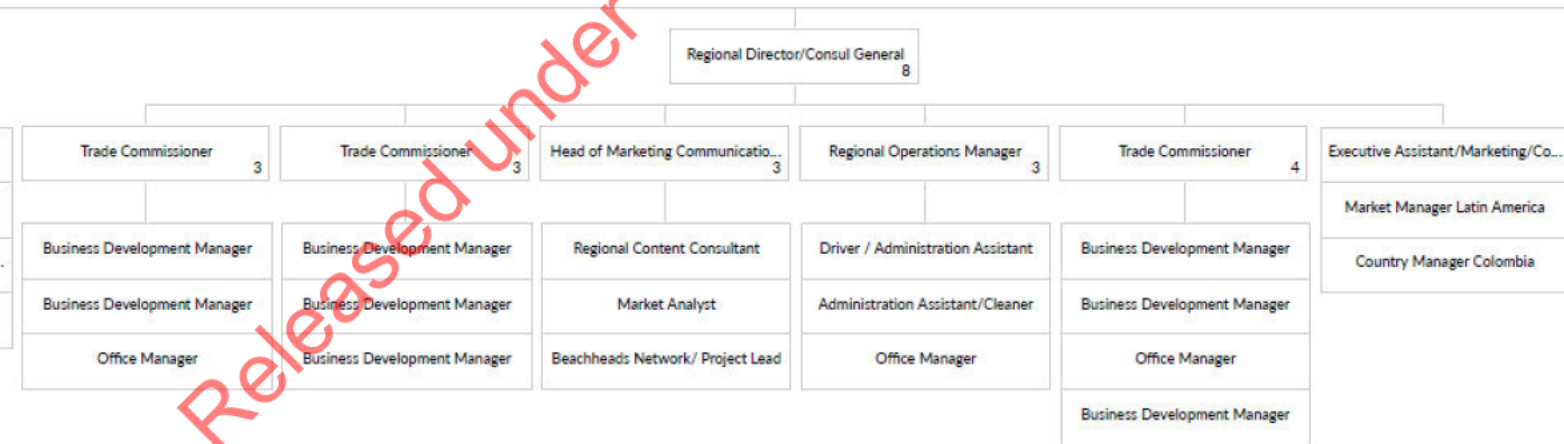 Regional Director/Consul General
8
Trade Commissioner
3
Trade Commissioner
3
Head of Marketing Communicatio...
3
Regional Operations Manager
3
Trade Commissioner
4
Executive Assistant/Marketing/Co...
Market Manager Latin America
Country Manager Colombia
Business Development Manager
Business Development Manager
Office Manager
Business Development Manager
Business Development Manager
Business Development Manager
Regional Content Consultant
Market Analyst
Beachheads Network/ Project Lead
Driver / Administration Assistant
Administration Assistant/Cleaner
Office Manager
Business Development Manager
Business Development Manager
Office Manager
Business Development Manager
Released under